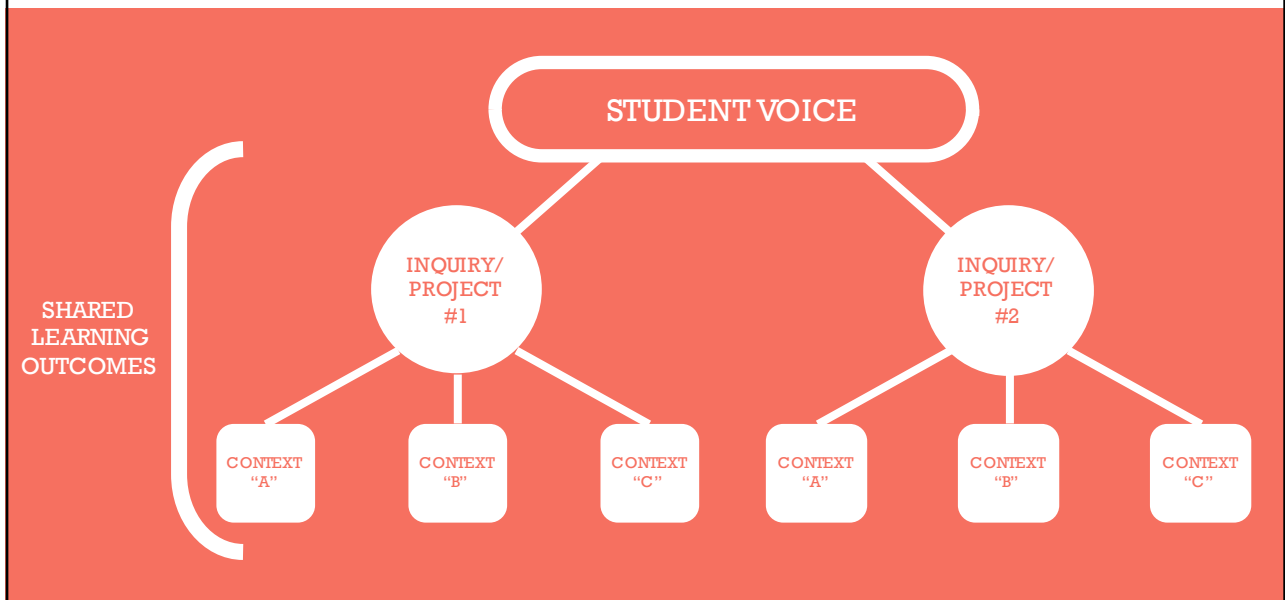 STUDENT VOICE
INQUIRY/
PROJECT
#1
INQUIRY/
PROJECT
#2
SHARED
LEARNING
OUTCOMES
CONTEXT
“A”
CONTEXT
“B”
CONTEXT
“C”
CONTEXT
“A”
CONTEXT
“B”
CONTEXT
“C”